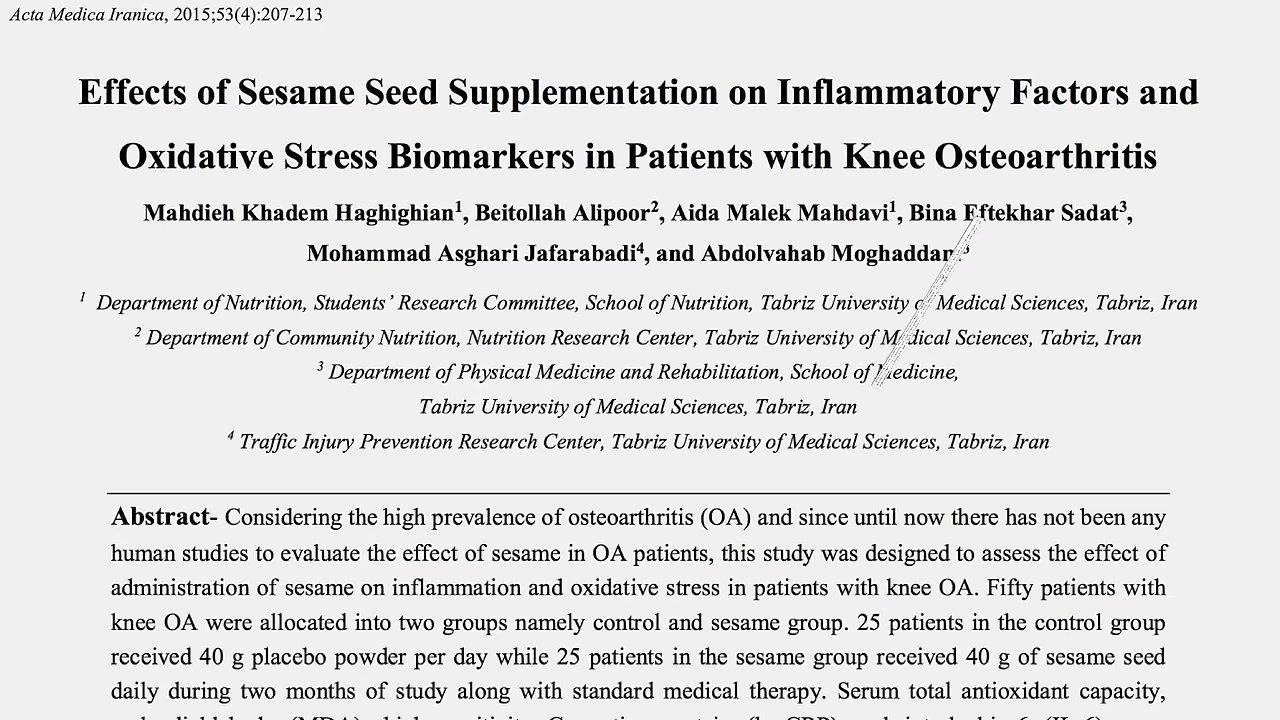 Acta Medica Iranica, 2015;53(4):207-213
Effects of Sesame Seed Supplementation on Inflammatory Factors and
Oxidative Stress Biomarkers in Patients with Knee Osteoarthritis
Mahdieh Khadem Haghighian1, Beitollah Alipoor2, Aida Malek Mahdavi1, Bina Eftekhar Sadat3,
Mohammad Asghari Jafarabadi4, and Abdolvahab
1 Department of Nutrition, Students’ Research Committee, School of Nutrition, Tabriz University of Medical Sciences, Tabriz, Iran
2 Department of Community Nutrition, Nutrition Research Center, Tabriz University of Medical Sciences, Tabriz, Iran
3 Department of Physical Medicine and Rehabilitation, School of Medicine,
Tabriz University of Medical Sciences, Tabriz, Iran
4 Traffic Injury Prevention Research Center, Tabriz University of Medical Sciences, Tabriz, Iran
Abstract- Considering the high prevalence of osteoarthritis (OA) and since until now there has not been any
human studies to evaluate the effect of sesame in OA patients, this study was designed to assess the effect of
administration of sesame on inflammation and oxidative stress in patients with knee OA. Fifty patients with
knee OA were allocated into two groups namely control and sesame group. 25 patients in the control group
received 40 g placebo powder per day while 25 patients in the sesame group received 40 g of sesame seed
daily during two months of study along with standard medical therapy. Serum total antioxidant capacity,